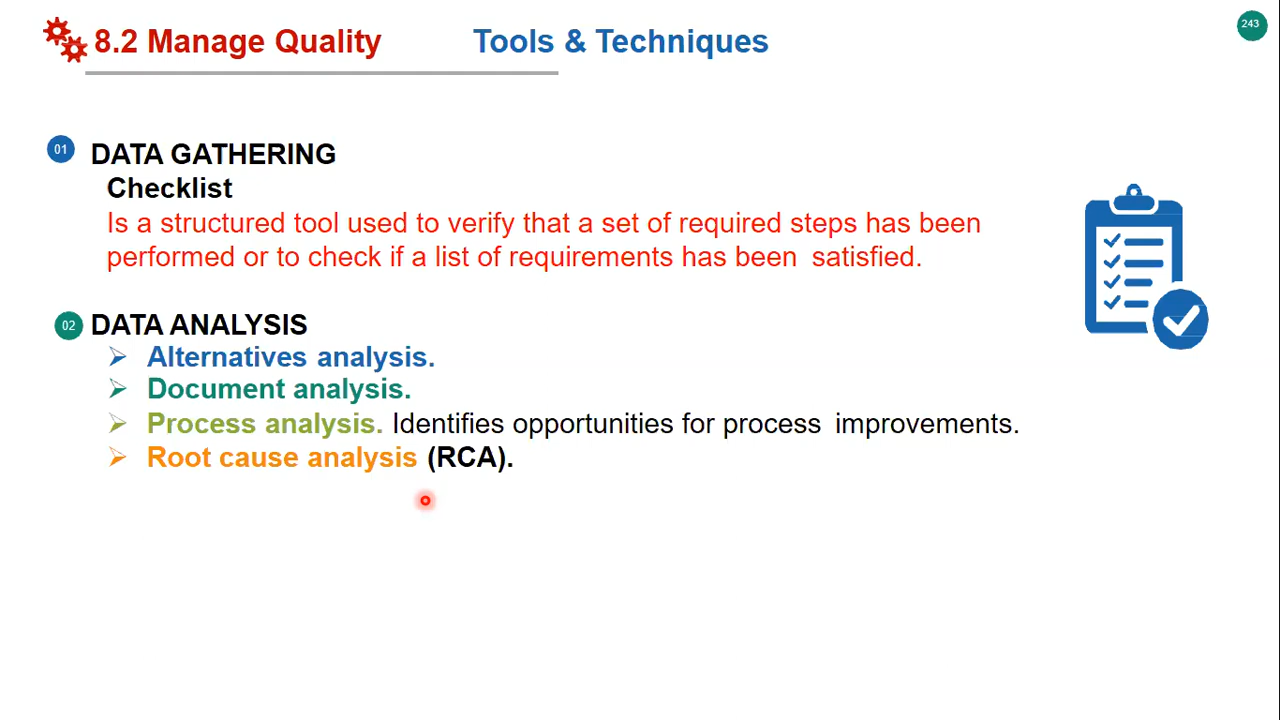 8.2 Manage Quality Tools & Techniques
243
01 DATA GATHERING
Checklist
Is a structured tool used to verify that a set of required steps has been
performed or to check if a list of requirements has been satisfied.
02 DATA ANALYSIS
Alternatives analysis.
Document analysis.
Process analysis. Identifies opportunities for process improvements.
Root cause analysis (RCA).